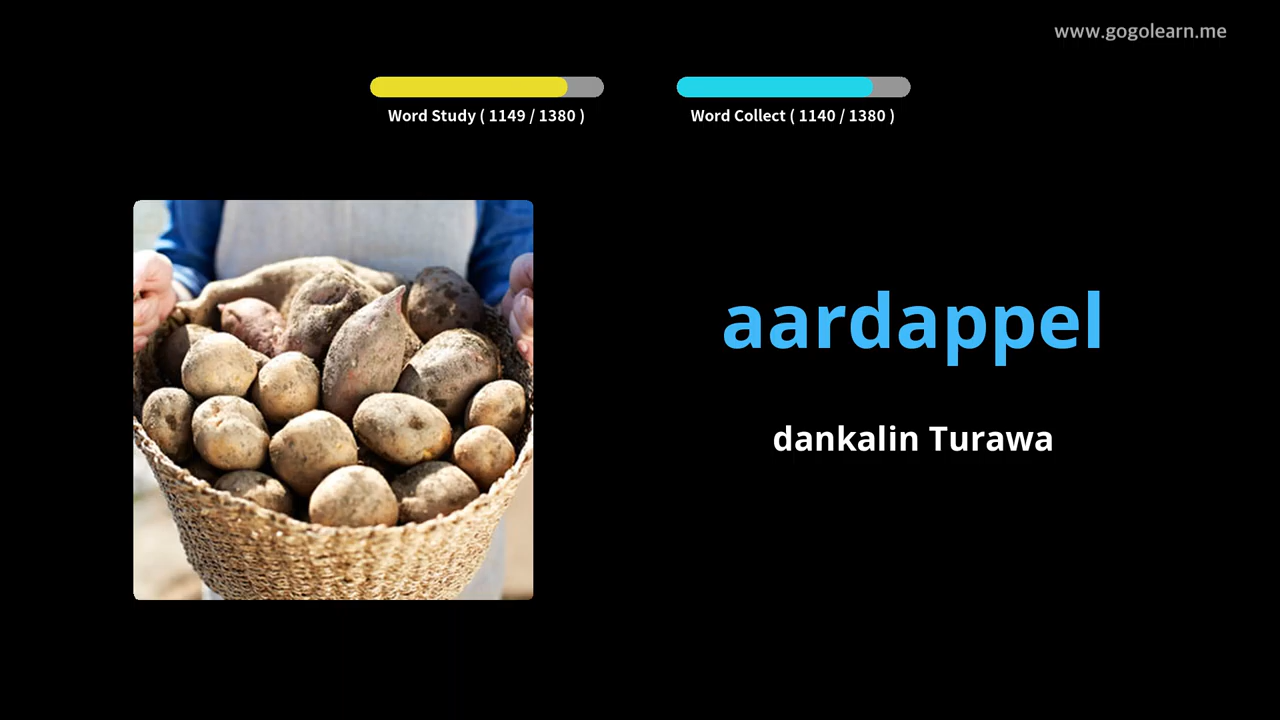 www.gogolearn.me
Word Study ( 1149 / 1380 )
Word Collect ( 1140 / 1380 )
aardappel
dankalin Turawa